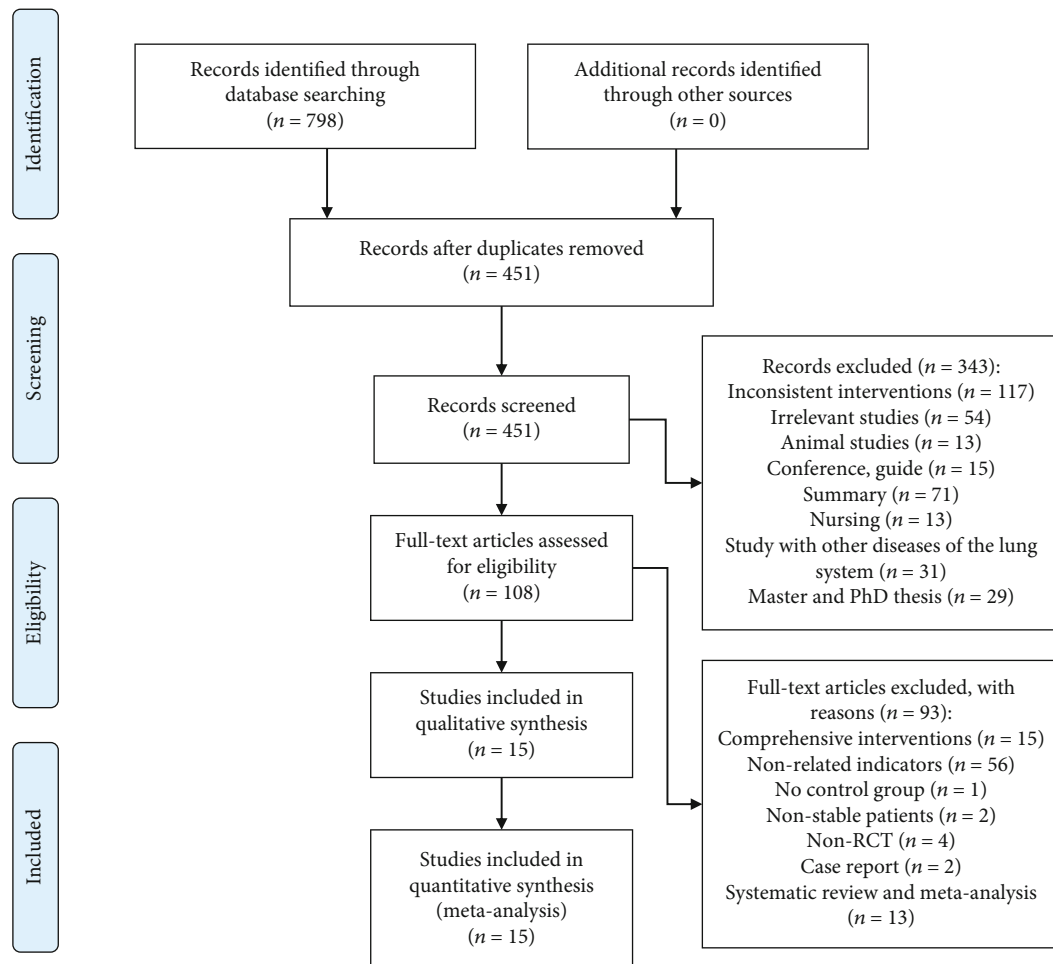 Identification
Records identified through
database searching
(n = 798)
Additional records identified
through other sources
(n = 0)
Records after duplicates removed
(n = 451)
Screening
Records screened
(n = 451)
Records excluded (n = 343):
Inconsistent interventions (n = 117)
Irrelevant studies (n = 54)
Animal studies (n = 13)
Conference, guide (n = 15)
Summary (n = 71)
Nursing (n = 13)
Study with other diseases of the lung
system (n = 31)
Master and PhD thesis (n = 29)
Eligibility
Full-text articles assessed
for eligibility
(n = 108)
Full-text articles excluded, with
reasons (n = 93):
Comprehensive interventions (n = 15)
Non-related indicators (n = 56)
No control group (n = 1)
Non-stable patients (n = 2)
Non-RCT (n = 4)
Case report (n = 2)
Systematic review and meta-analysis
(n = 13)
Studies included in
qualitative synthesis
(n = 15)
Included
Studies included in
quantitative synthesis
(meta-analysis)
(n = 15)